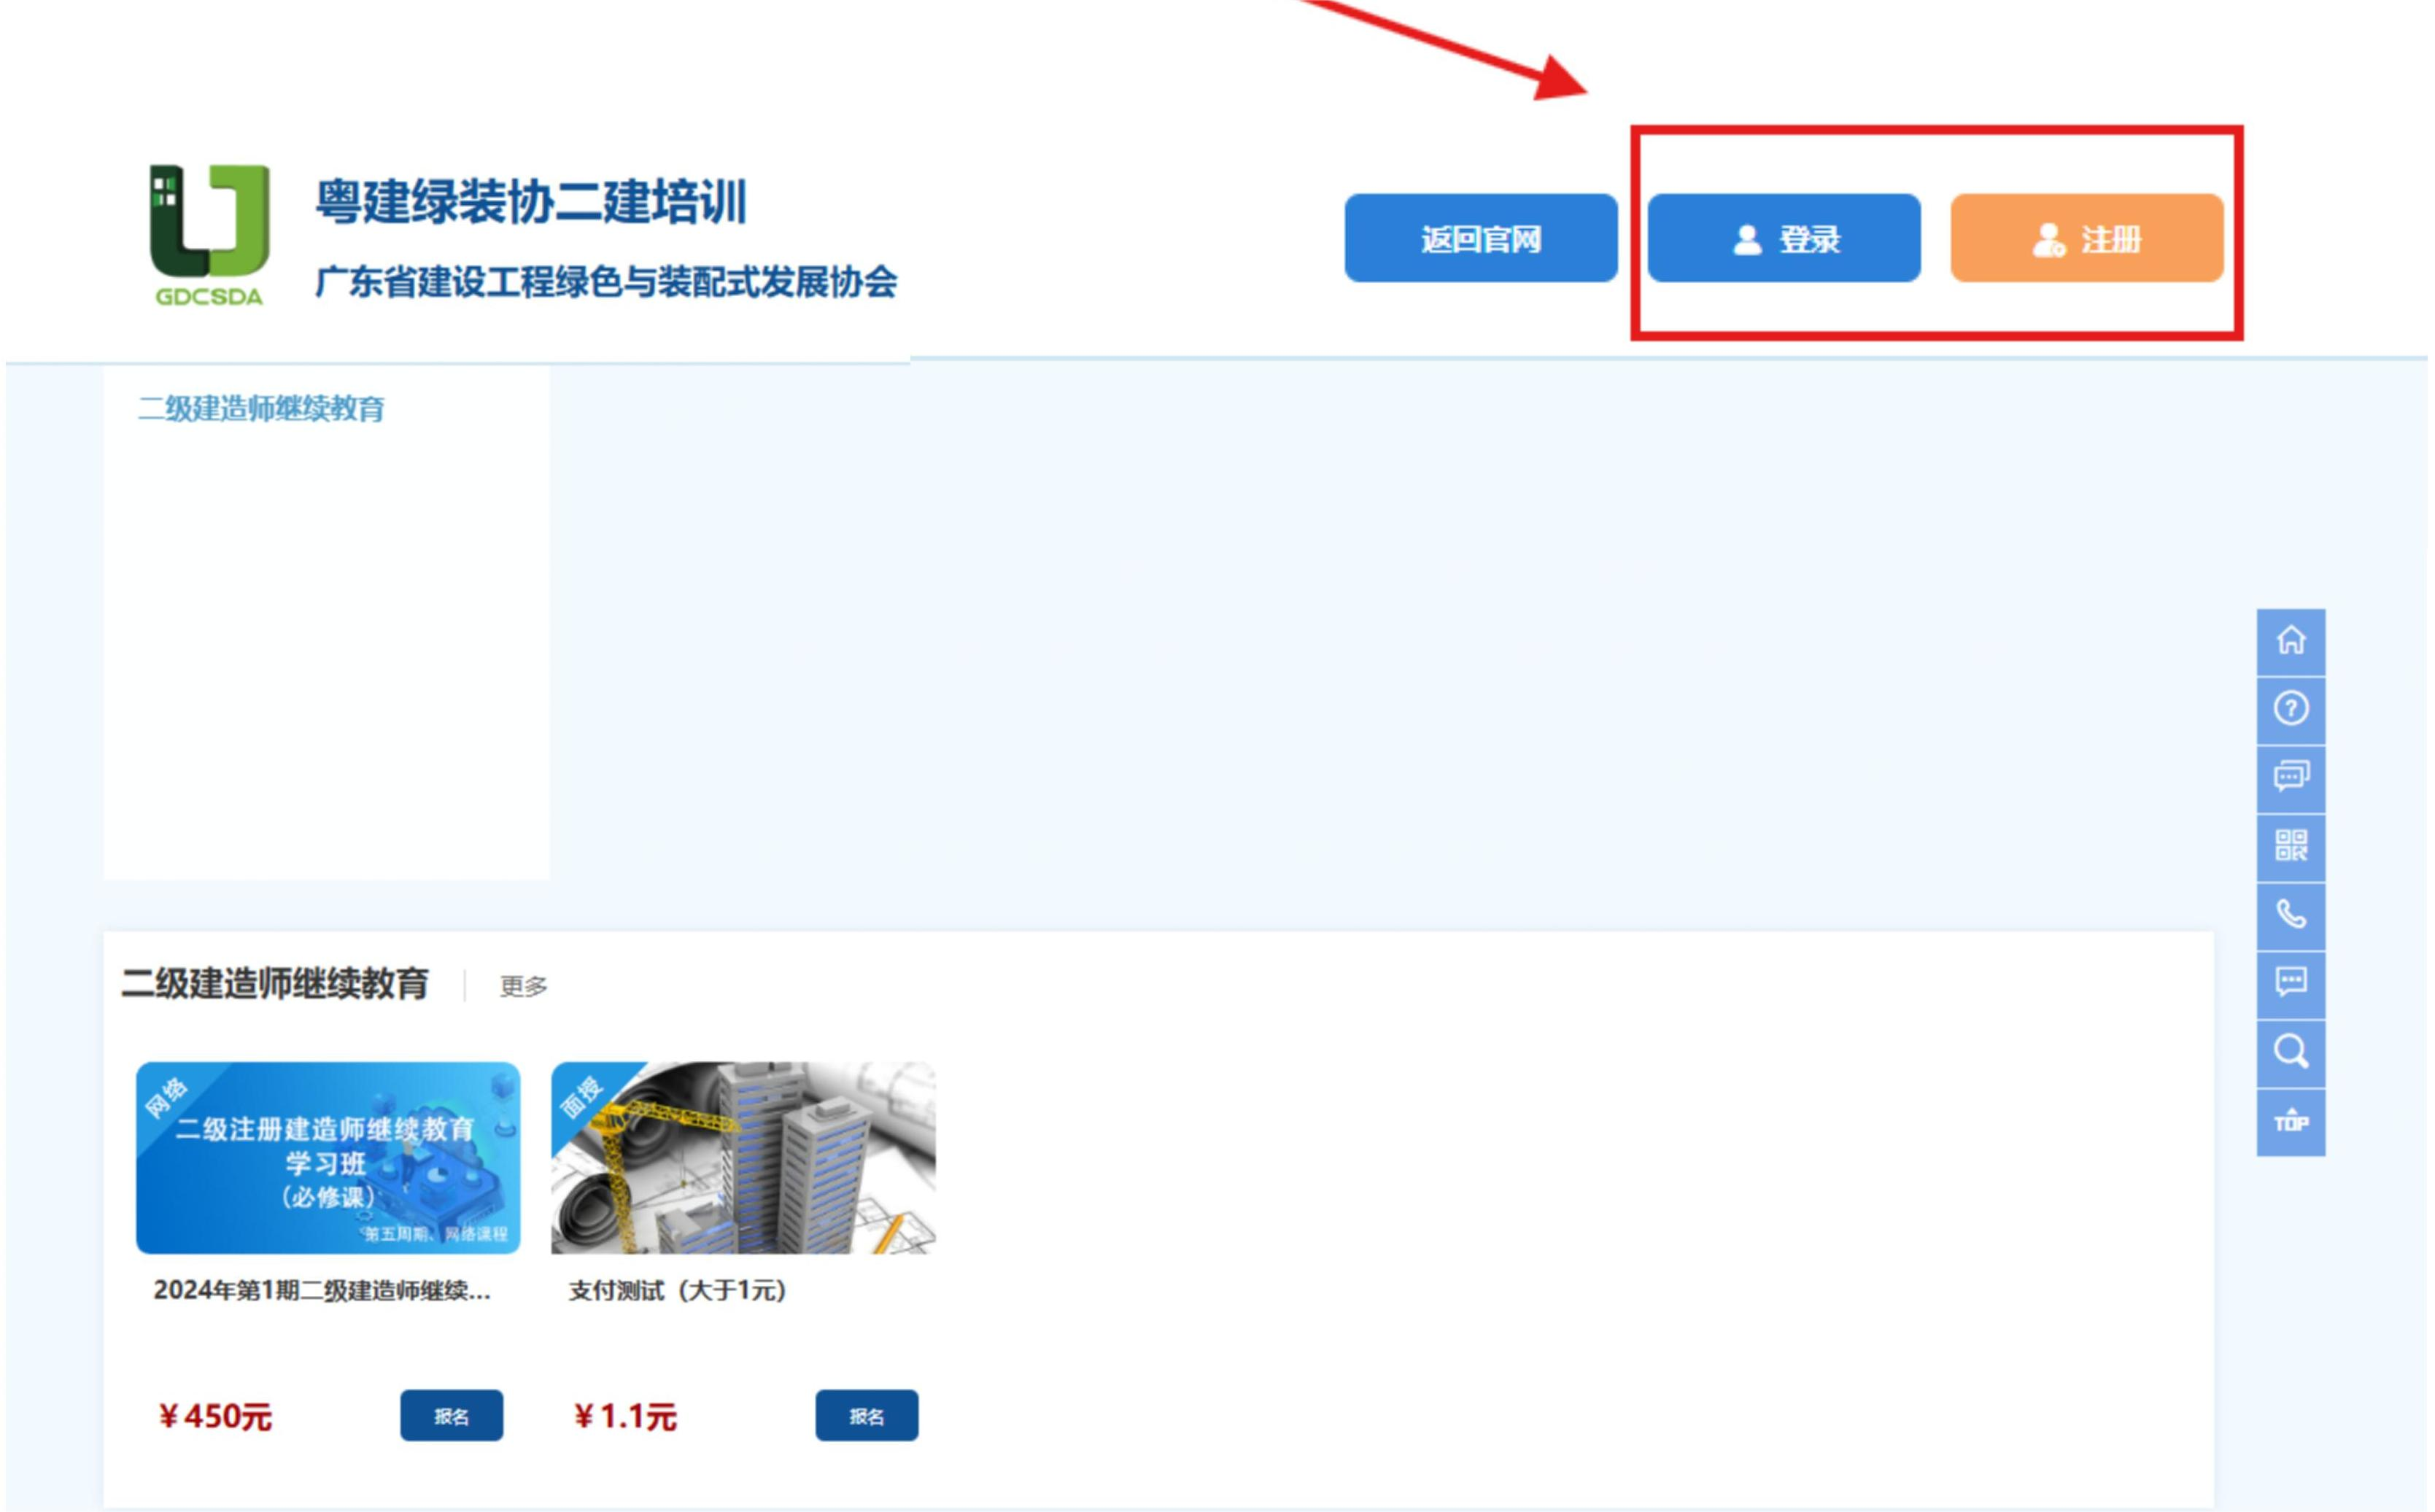 粤建绿装协二建培训
广东省建设工程绿色与装配式发展协会
GDCSDA
返回官网
登录
注册
二级建造师继续教育
二级建造师继续教育
更多
网络
二级注册建造师继续教育
学习班
（必修课）
第五周期、网络课程
面授
2024年第1期二级建造师继续...
支付测试（大于1元）
￥450元
报名
￥1.1元
报名
TOP